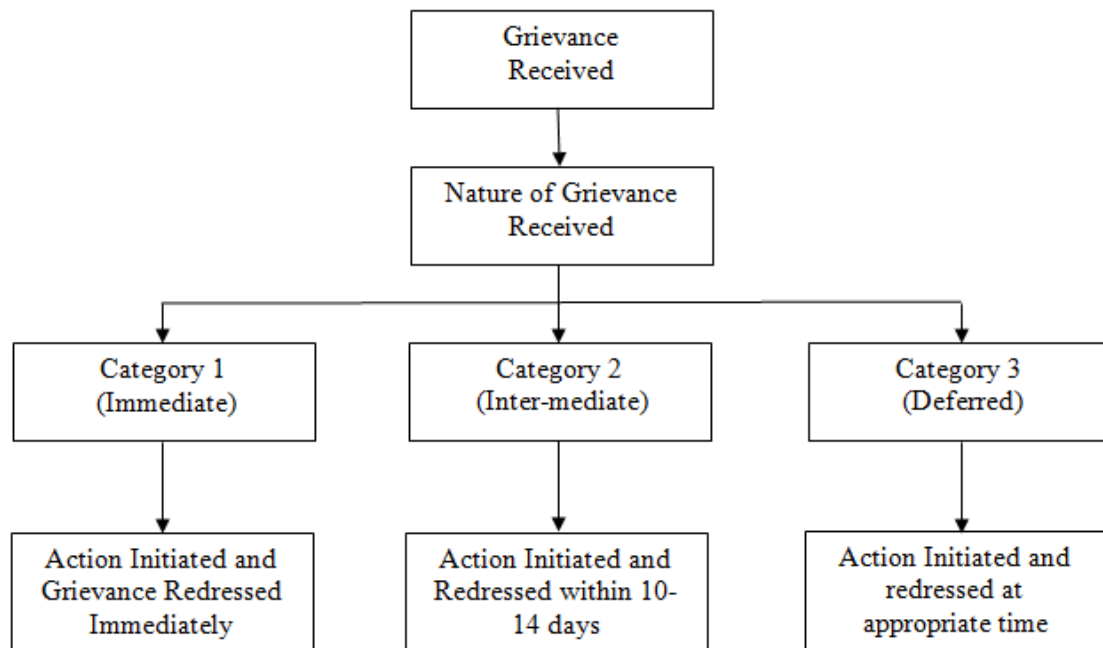 Grievance
Received
Nature of Grievance
Received
Category 1
(Immediate)
Category 2
(Inter-mediate)
Category 3
(Deferred)
Action Initiated and
Grievance Redressed
Immediately
Action Initiated and
Redressed within 10-
14 days
Action Initiated and
redressed at
appropriate time